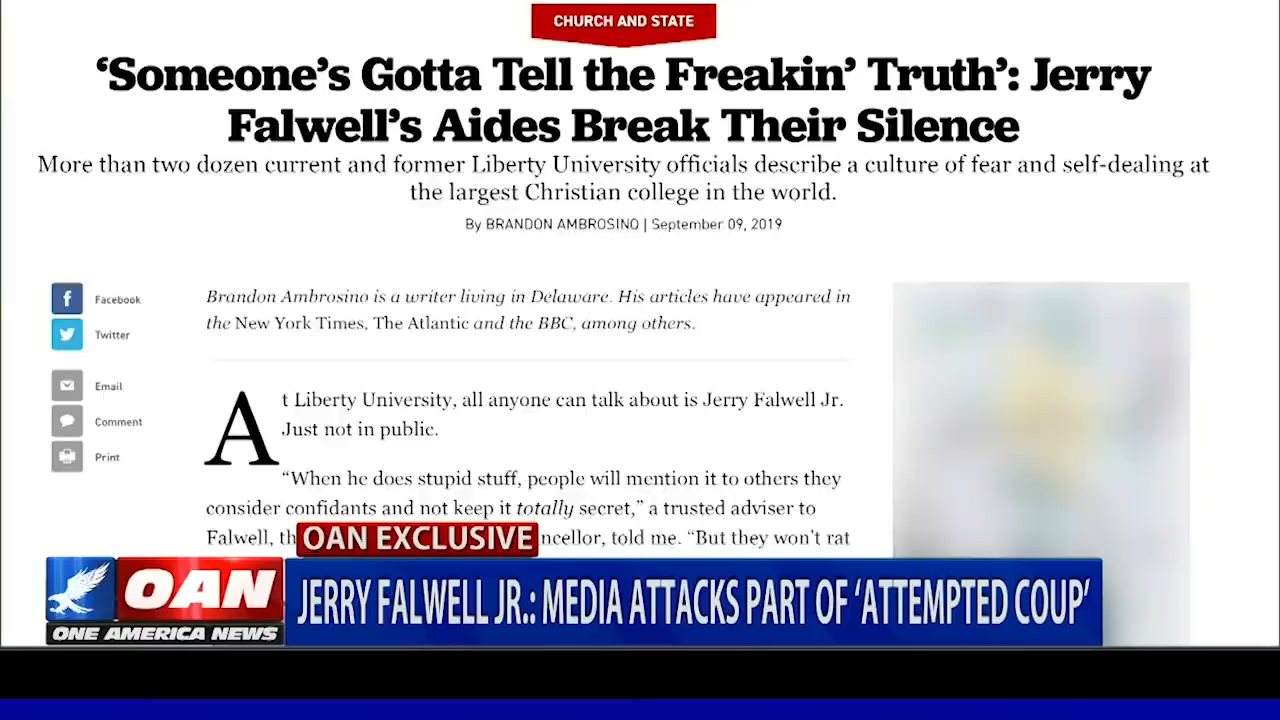 CHURCH AND STATE
‘Someone’s Gotta Tell the Freakin’ Truth’: Jerry
Falwell’s Aides Break Their Silence
More than two dozen current and former Liberty University officials describe a culture of fear and self-dealing at
the largest Christian college in the world.
By BRANDON AMBROSINO | September 09, 2019
Facebook
Twitter
Email
Comment
Print
Brandon Ambrosino is a writer living in Delaware. His articles have appeared in
the New York Times, The Atlantic and the BBC, among others.
At Liberty University, all anyone can talk about is Jerry Falwell Jr.
Just not in public.
“When he does stupid stuff, people will mention it to others they
consider confidants and not keep it totally secret,” a trusted adviser to
Falwell, th ncellor, told me. “But they won’t rat
OAN EXCLUSIVE
OAN
ONE AMERICA NEWS
JERRY FALWELL JR.: MEDIA ATTACKS PART OF ‘ATTEMPTED COUP’